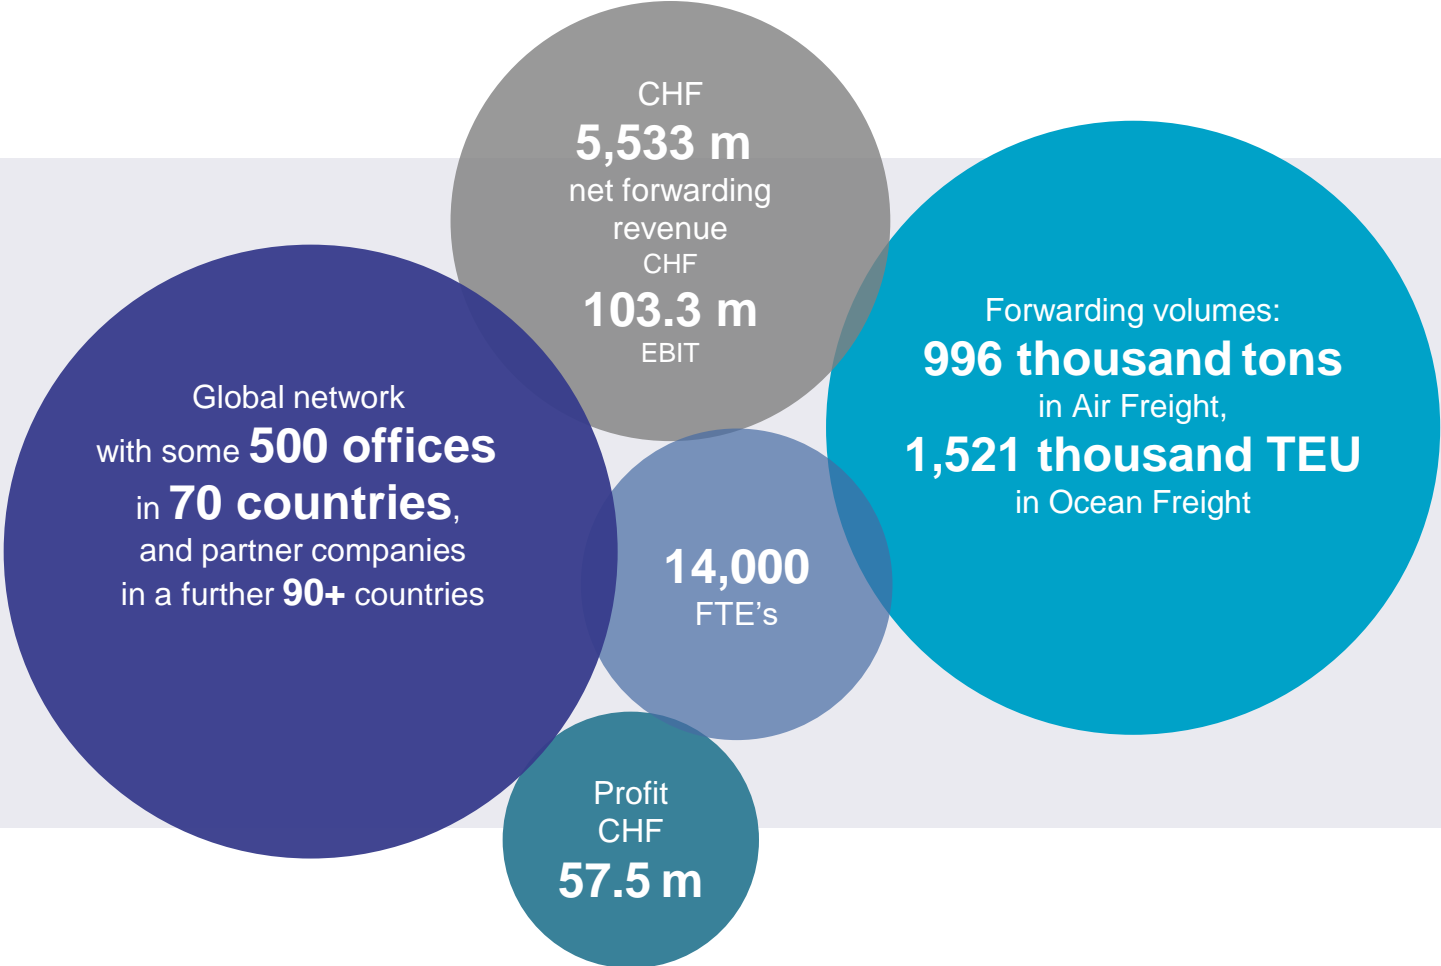 CHF
5,533 m
net forwarding
revenue
CHF
103.3 m
EBIT
Global network
with some 500 offices
in 70 countries,
and partner companies
in a further 90+ countries
Forwarding volumes:
996 thousand tons
in Air Freight,
1,521 thousand TEU
in Ocean Freight
14,000
FTE’s
Profit
CHF
57.5 m